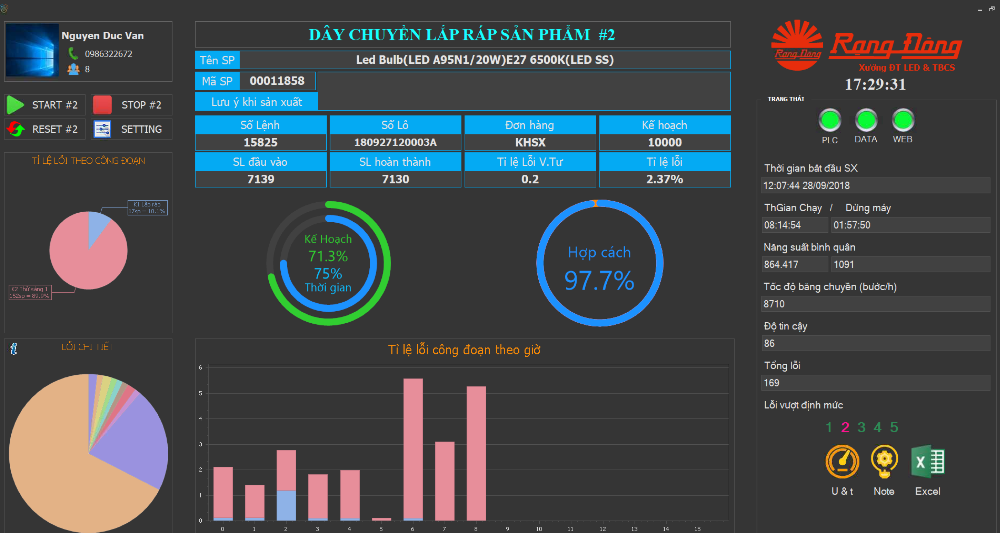 Nguyen Duc Van
0986322672
8
START #2
STOP #2
RESET #2
SETTING
TỈ LỆ LỖI THEO CÔNG ĐOẠN
K1 Lắp ráp
17sp = 10.1%
K2 Thử sáng 1
152sp = 89.9%
LỖI CHI TIẾT
DÂY CHUYỀN LẮP RÁP SẢN PHẨM #2
Tên SP
Led Bulb(LED A95N1/20W)E27 6500K(LED SS)
Mã SP
00011858
Lưu ý khi sản xuất
Số Lệnh
Số Lô
Đơn hàng
Kế hoạch
15825
180927120003A
KHSX
10000
SL đầu vào
SL hoàn thành
Tỉ lệ Lỗi V.Tư
Tỉ lệ lỗi
7139
7130
0.2
2.37%
Kế Hoạch
71.3%
75%
Thời gian
Hợp cách
97.7%
Tỉ lệ lỗi công đoạn theo giờ
6
5
4
3
2
1
0
0 1 2 3 4 5 6 7 8 9 10 11 12 13 14 15
Rạng Đông
Rạng Đông
Xưởng ĐT LED & TBCS
17:29:31
TRẠNG THÁI
PLC
DATA
WEB
Thời gian bắt đầu SX
12:07:44 28/09/2018
ThGian Chạy / Dừng máy
08:14:54
01:57:50
Năng suất bình quân
864.417
1091
Tốc độ băng chuyền (bước/h)
8710
Độ tin cậy
86
Tổng lỗi
169
Lỗi vượt định mức
1 2 3 4 5
U & t
Note
Excel